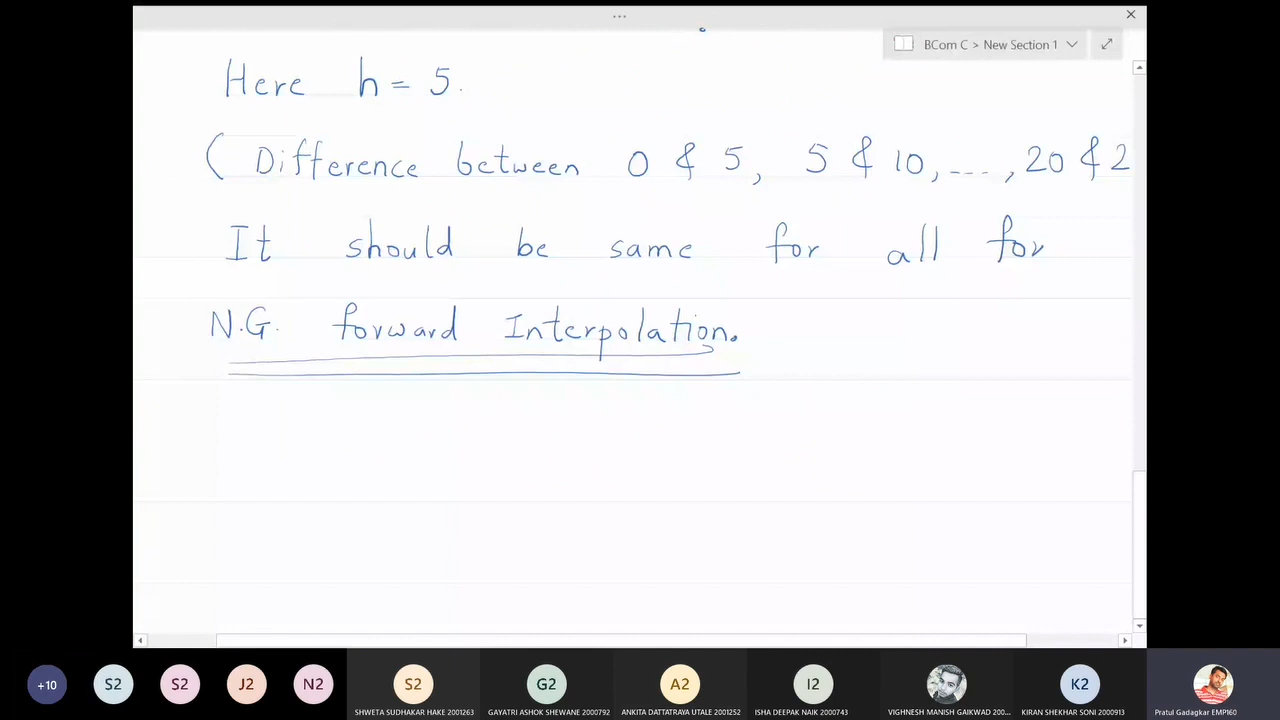 BCom C > New Section 1
Here h = 5.
( Difference between 0 & 5, 5 & 10, ..., 20 & 2
It should be same for all for
N.G. forward Interpolation.
+10 S2 S2 J2 N2 S2 G2 A2 I2 K2
SHWETA SUDHAKAR HAKE 2001263 GAYATRI ASHOK SHEWANE 2000792 ANKITA DATTATRAYA UTALE 2001252 ISHA DEEPAK NAIK 2000743 VIGHNESH MANISH GAIKWAD 200... KIRAN SHEKHAR SONI 2000913 Pratul Gadagkar EMP160